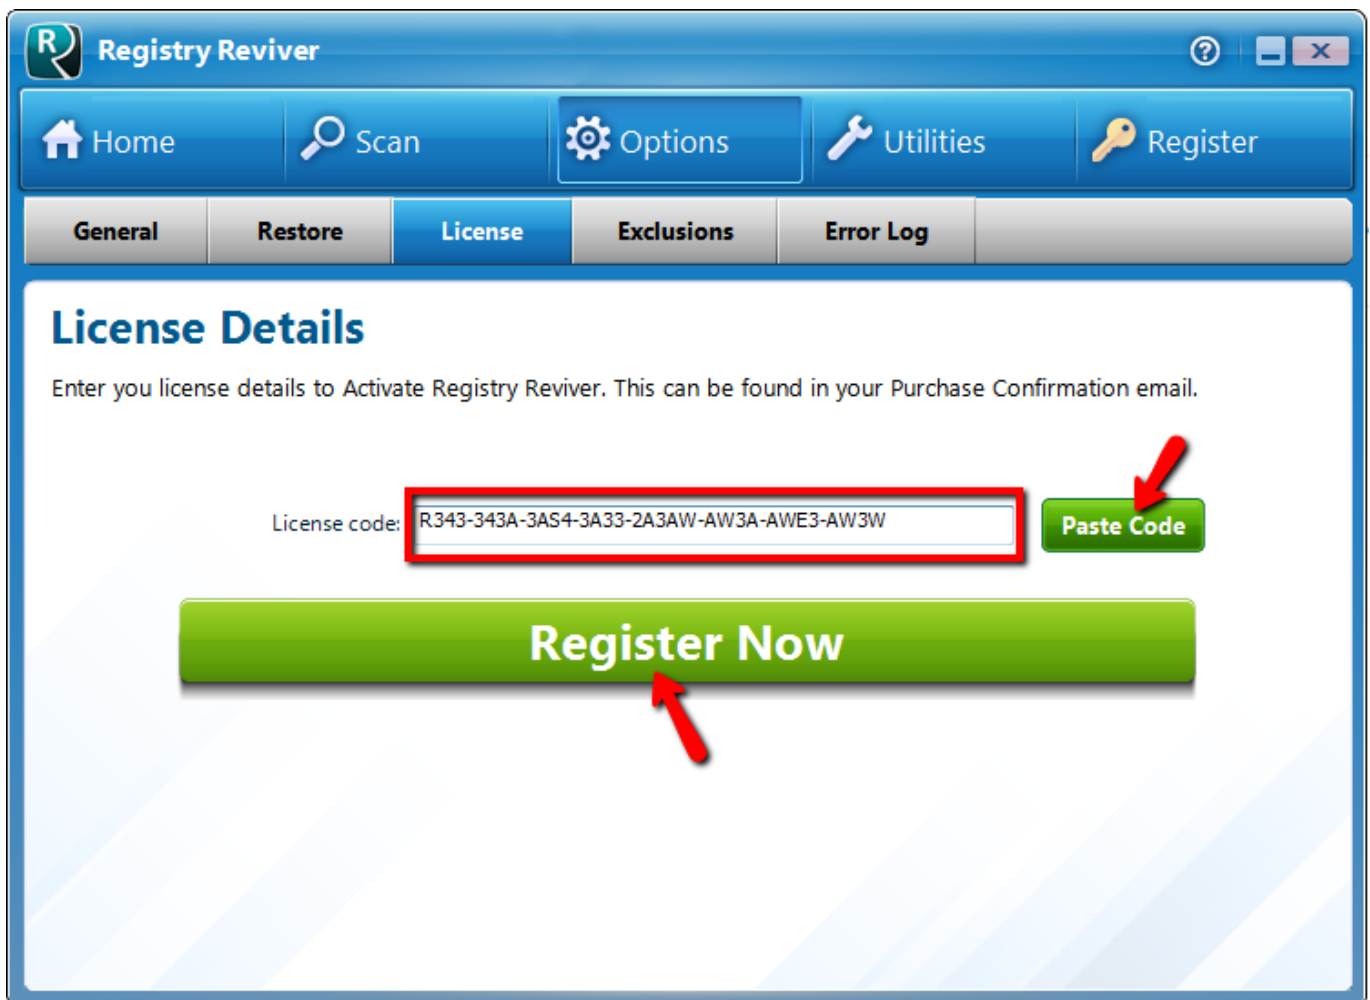 Registry Reviver
Home Scan Options Utilities Register
General Restore License Exclusions Error Log
License Details
Enter you license details to Activate Registry Reviver. This can be found in your Purchase Confirmation email.
License code: R343-343A-3AS4-3A33-2A3AW-AW3A-AWE3-AW3W Paste Code
Register Now